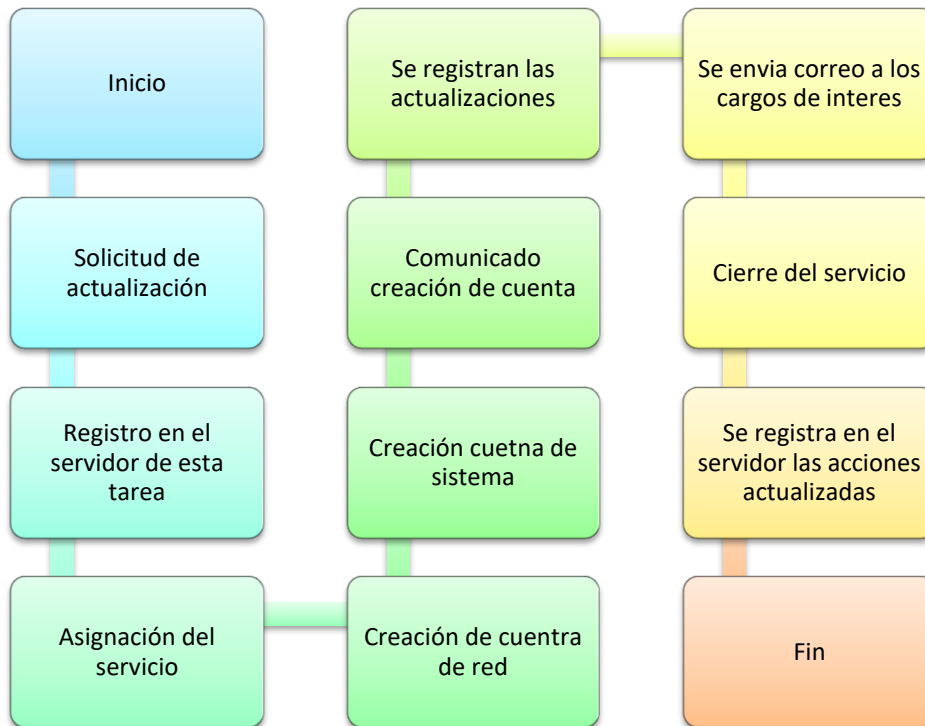 Inicio
Solicitud de
actualización
Registro en el
servidor de esta
tarea
Asignación del
servicio
Creación de cuentra
de red
Creación cuetna de
sistema
Comunicado
creación de cuenta
Se registran las
actualizaciones
Se envia correo a los
cargos de interes
Cierre del servicio
Se registra en el
servidor las acciones
actualizadas
Fin